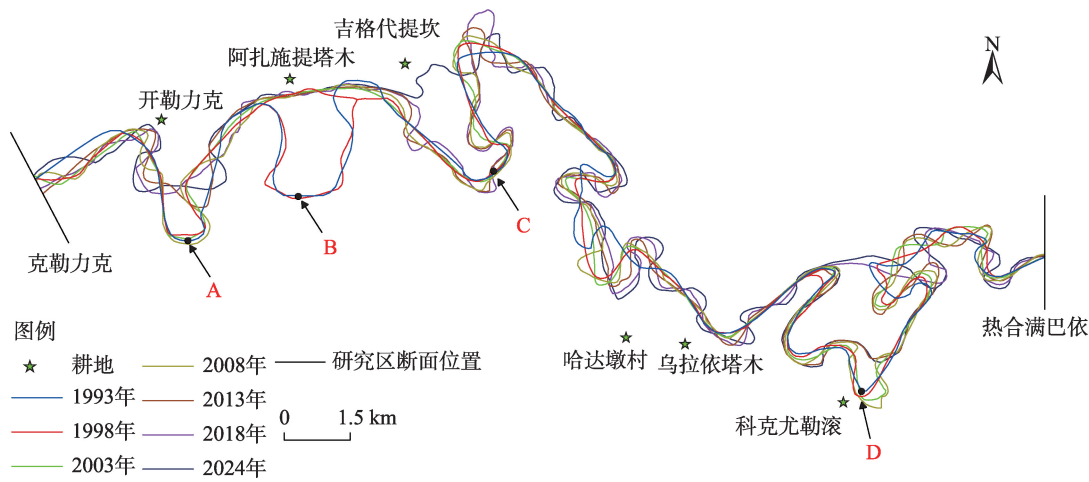 吉格代提坎
阿扎施提塔木
开勒力克
N
克勒力克
A
B
C
热合满巴依
哈达墩村
乌拉依塔木
科克尤勒滚
D
图例
耕地
2008年
研究区断面位置
1993年
2013年
0 1.5 km
1998年
2018年
2003年
2024年